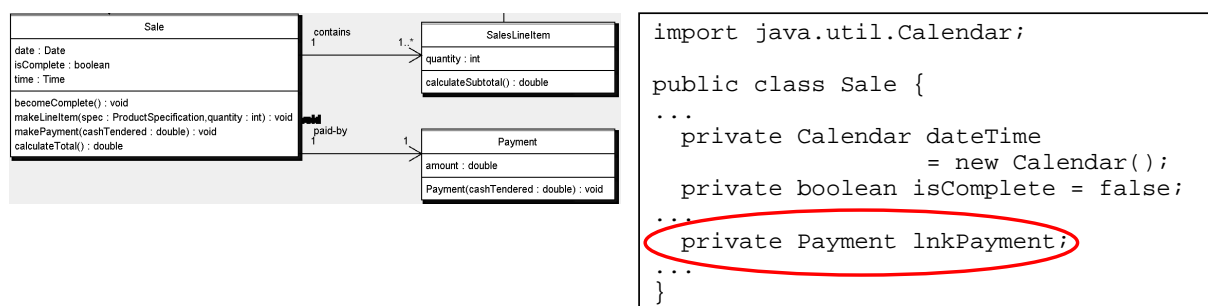 Sale
date : Date
isComplete : boolean
time : Time
becomeComplete() : void
makeLineItem(spec : ProductSpecification,quantity : int) : void
makePayment(cashTendered : double) : void
calculateTotal() : double
contains
1
1..*
SalesLineItem
quantity : int
calculateSubtotal() : double
void
paid-by
1
1
Payment
amount : double
Payment(cashTendered : double) : void
import java.util.Calendar;
public class Sale {
...
private Calendar dateTime
= new Calendar();
private boolean isComplete = false;
...
private Payment lnkPayment;
...
}